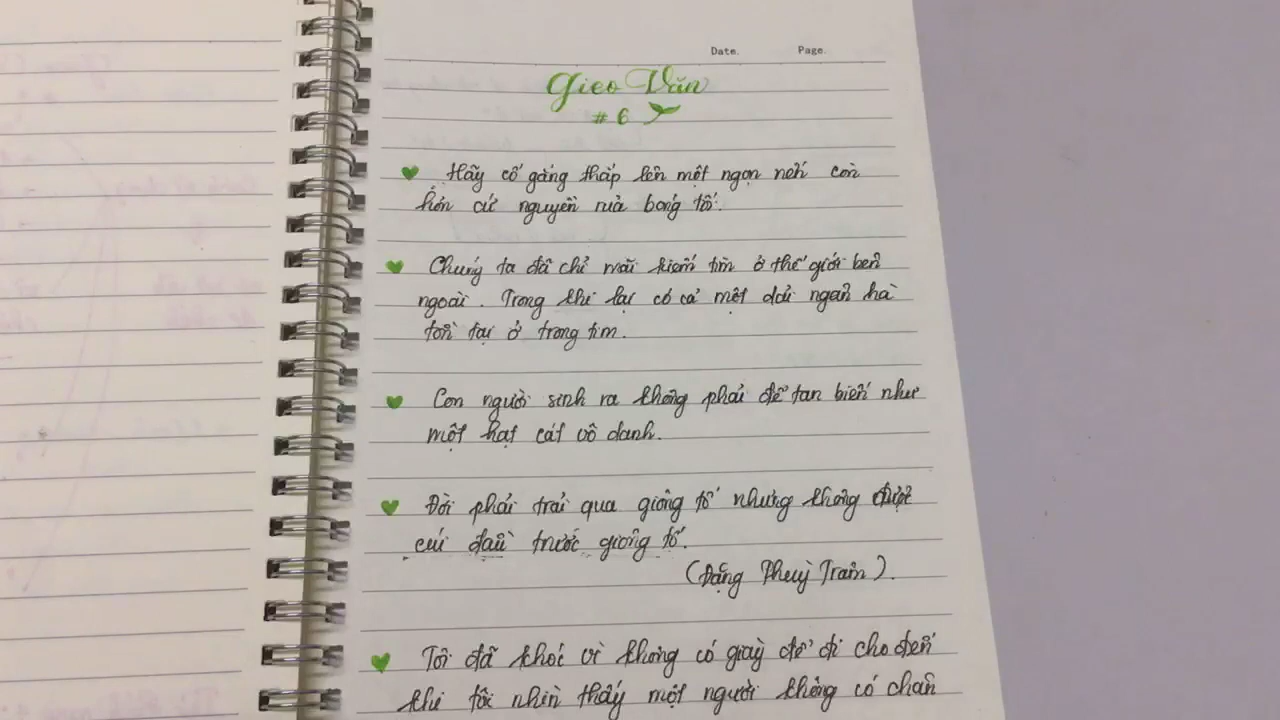 Date. Page.
Gieo Văn
#6
Hãy cố gắng thắp lên một ngọn nến còn
hơn cứ nguyền rủa bóng tối.
Chúng ta đã chỉ mải kiếm tìm ở thế giới bên
ngoài. Trong khi lại có cả một dải ngân hà
tồn tại ở trong tim.
Con người sinh ra không phải để tan biến như
một hạt cát vô danh.
Đời phải trải qua giông tố nhưng không được
cúi đầu trước giông tố.
(Đặng Thuỳ Trâm).
Tôi đã khóc vì không có giày để đi cho đến
khi tôi nhìn thấy một người không có chân